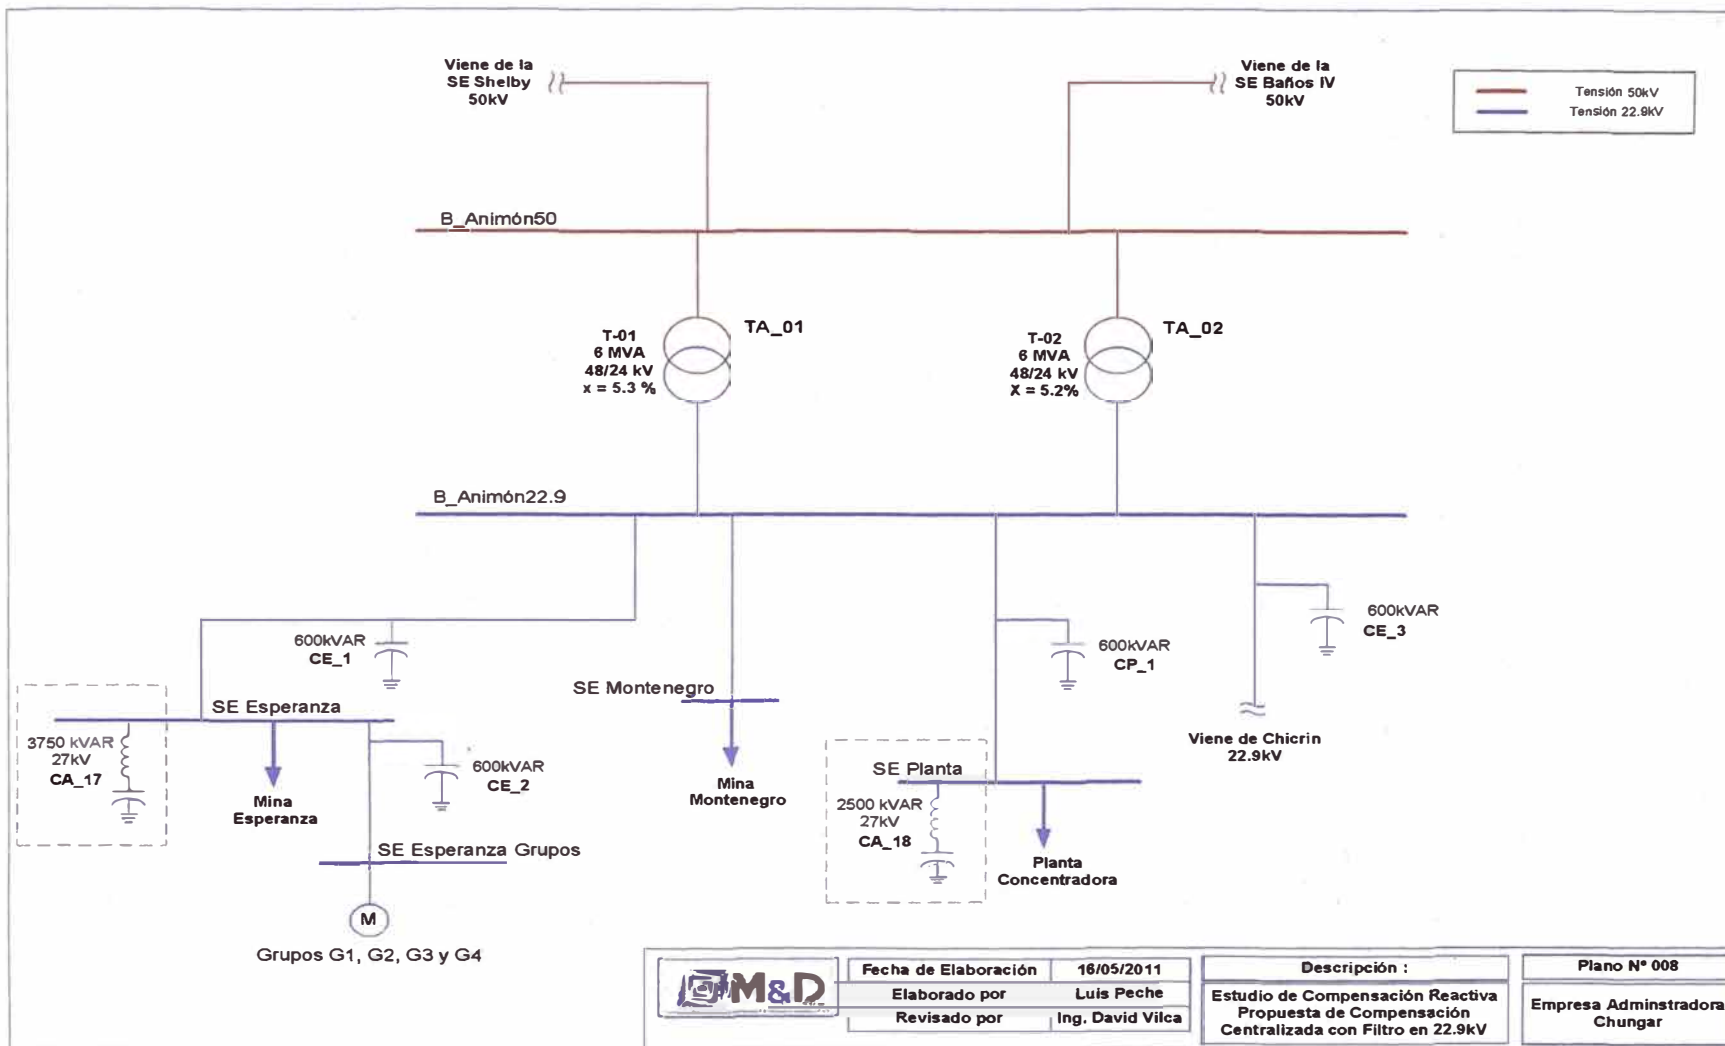 Viene de la
SE Shelby
50kV
Viene de la
SE Baños IV
50kV
Tensión 50kV
Tensión 22.9kV
B_Animón50
T-01
6 MVA
48/24 kV
x = 5.3 %
TA_01
T-02
6 MVA
48/24 kV
X = 5.2%
TA_02
B_Animón22.9
600kVAR
CE_1
600kVAR
CP_1
600kVAR
CE_3
SE Montenegro
SE Esperanza
3750 kVAR
27kV
CA_17
Mina
Esperanza
600kVAR
CE_2
Mina
Montenegro
Viene de Chicrin
22.9kV
SE Planta
2500 kVAR
27kV
CA_18
Planta
Concentradora
SE Esperanza Grupos
M
Grupos G1, G2, G3 y G4
M&D
Fecha de Elaboración 16/05/2011
Elaborado por Luis Peche
Revisado por Ing. David Vilca
Descripción :
Estudio de Compensación Reactiva
Propuesta de Compensación
Centralizada con Filtro en 22.9kV
Plano Nº 008
Empresa Adminstradora
Chungar